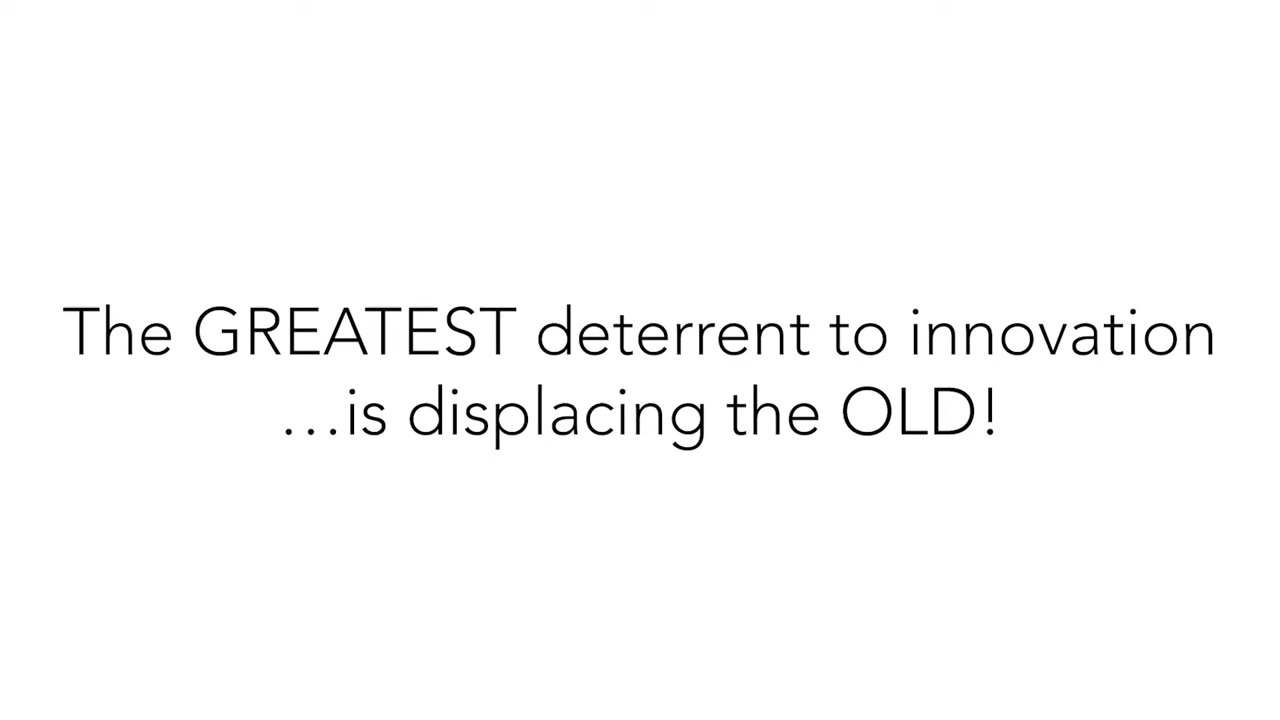 The GREATEST deterrent to innovation
…is displacing the OLD!